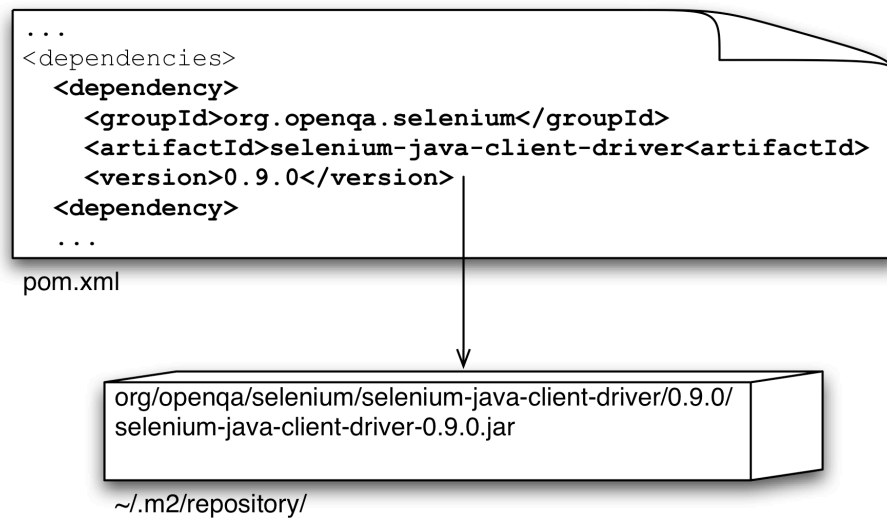 ...
<dependencies>
<dependency>
<groupId>org.openqa.selenium</groupId>
<artifactId>selenium-java-client-driver<artifactId>
<version>0.9.0</version>
<dependency>
...
pom.xml
org/openqa/selenium/selenium-java-client-driver/0.9.0/
selenium-java-client-driver-0.9.0.jar
~/.m2/repository/